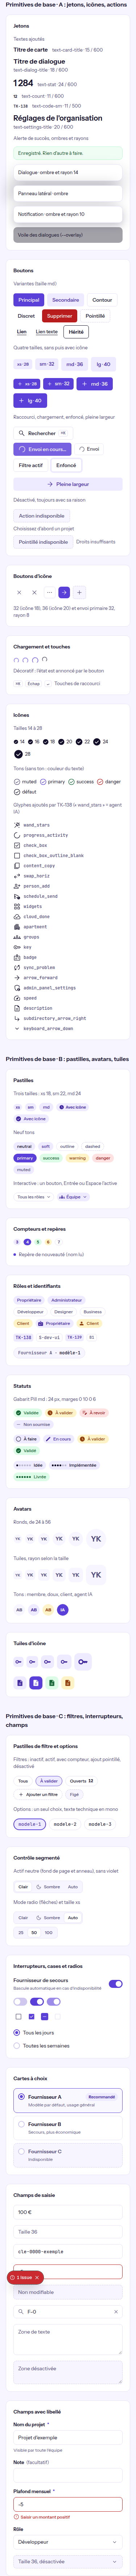 Primitives de base · A : jetons, icônes, actions
Jetons
Textes ajoutés
Titre de carte text-card-title · 15 / 600
Titre de dialogue
text-dialog-title · 18 / 600
1 284 text-stat · 24 / 600
12 text-count · 11 / 600
TK-138 text-code-sm · 11 / 500
Réglages de l'organisation
text-settings-title · 20 / 600
Alerte de succès, ombres et rayons
Enregistré. Rien d'autre à faire.
Dialogue · ombre et rayon 14
Panneau latéral · ombre
Notification · ombre et rayon 10
Voile des dialogues (--overlay)
Boutons
Variantes (taille md)
Principal Secondaire Contour
Discret Supprimer Pointillé
Lien Lien texte Hérité
Quatre tailles, sans puis avec icône
xs · 28 sm · 32 md · 36 lg · 40
xs · 28 sm · 32 md · 36
lg · 40
Raccourci, chargement, enfoncé, pleine largeur
Rechercher
Envoi en cours… Envoi
Filtre actif Enfoncé
Pleine largeur
Désactivé, toujours avec sa raison
Action indisponible
Choisisseurs d'abord un projet
Pointillé indisponible Droits insuffisants
Boutons d'icône
32 (icône 16), 36 (icône 20) et envoi primaire 32, rayon 8
Chargement et touches
Décoratif : l'état est annoncé par le bouton
Échap Touches de raccourci
Icônes
Tailles 14 à 28
14 16 18 20 22 24
28
Tons (sans ton · couleur du texte)
muted primary success danger
défaut
Glyphes ajoutés par TK-138 (« wand_stars » = agent IA)
wand_stars
progress_activity
check_box
check_box_outline_blank
content_copy
swap_horiz
person_add
schedule_send
widgets
cloud_done
apartment
groups
key
badge
sync_problem
arrow_forward
admin_panel_settings
speed
description
subdirectory_arrow_right
keyboard_arrow_down
Primitives de base · B : pastilles, avatars, tuiles
Pastilles
Trois tailles : xs 18, sm 22, md 24
xs sm md Avec icône
Avec icône
Neuf tons
neutral soft outline dashed
primary success warning danger
muted
Interactive : un bouton, Entrée ou Espace l'active
Tous les rôles Équipe
Compteurs et repères
3 4 5 6 7
Repère de nouveauté (non lu)
Rôles et identifiants
Propriétaire Administrateur
Développeur Designer Business
Client Propriétaire Client
TK-138 S-dev-01 TK-139 R3
Fournisseur A · modèle-1
Statuts
Gabarit Pill md : 24 px, marges 0 10 0 6
Validée À valider À revoir
Non soumise
À faire En cours À valider
Validé
Idée Implémentée
Livrée
Avatars
Ronds, de 24 à 56
YK YK YK YK YK YK
Tuiles, rayon selon la taille
YK YK YK YK YK YK
Tons : membre, doux, client, agent IA
AB AB AB IA
Tuiles d'icône
Primitives de base · C : filtres, interrupteurs, champs
Pastilles de filtre et options
Filtres : inactif, actif, avec compteur, ajout pointillé, désactivé
Tous À valider Ouverts 12
Ajouter un filtre Figé
Options : un seul choix, texte technique en mono
modèle-1 modèle-2 modèle-3
Contrôle segmenté
Actif neutre (fond de page et anneau), sans violet
Clair Sombre Auto
Mode radio (flèches) et taille xs
Clair Sombre Auto
25 50 100
Interrupteurs, cases et radios
Fournisseur de secours
Bascule automatique en cas d'indisponibilité
Tous les jours
Toutes les semaines
Cartes à choix
Fournisseur A Recommandé
Modèle par défaut, usage général
Fournisseur B
Secours, plus économique
Fournisseur C
Indisponible
Champs de saisie
100 €
Taille 36
cle-0000-exemple
1 Issue
Non modifiable
F-O
Zone de texte
Zone désactivée
Champs avec libellé
Nom du projet *
Projet d'exemple
Visible par toute l'équipe
Note (facultatif)
Plafond mensuel *
-5
Saisir un montant positif
Rôle
Développeur
Taille 36, désactivée